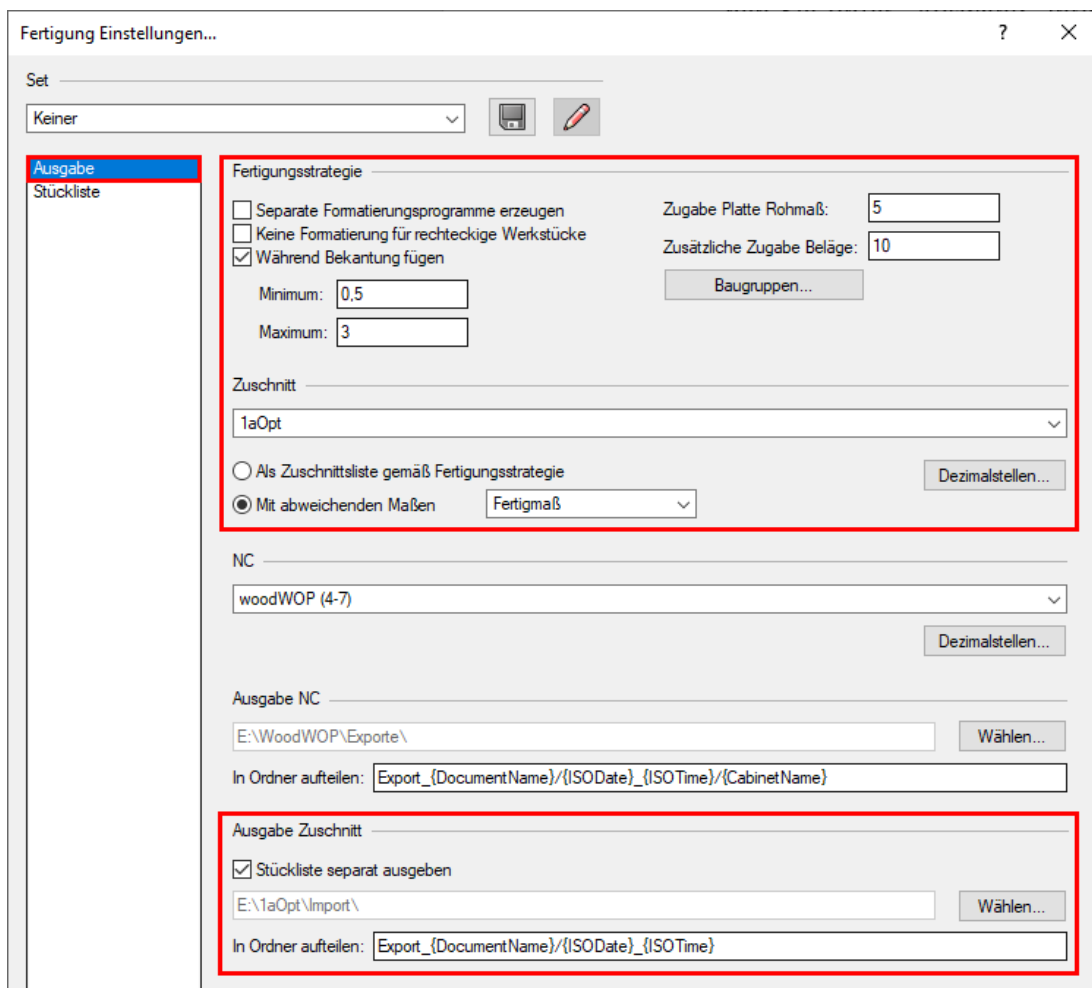 Fertigung Einstellungen...
?
Set
Keiner
Ausgabe
Stückliste
Fertigungsstrategie
Separate Formatierungsprogramme erzeugen
Keine Formatierung für rechteckige Werkstücke
Während Bekantung fügen
Minimum: 0,5
Maximum: 3
Zugabe Platte Rohmaß: 5
Zusätzliche Zugabe Beläge: 10
Baugruppen...
Zuschnitt
1aOpt
Als Zuschnittsliste gemäß Fertigungsstrategie
Dezimalstellen...
Mit abweichenden Maßen Fertigmaß
NC
woodWOP (4-7)
Dezimalstellen...
Ausgabe NC
E:\WoodWOP\Exporte\ Wählen...
In Ordner aufteilen: Export_{DocumentName}/{ISODate}_{ISOTime}/{CabinetName}
Ausgabe Zuschnitt
Stückliste separat ausgeben
E:\1aOpt\Import\ Wählen...
In Ordner aufteilen: Export_{DocumentName}/{ISODate}_{ISOTime}